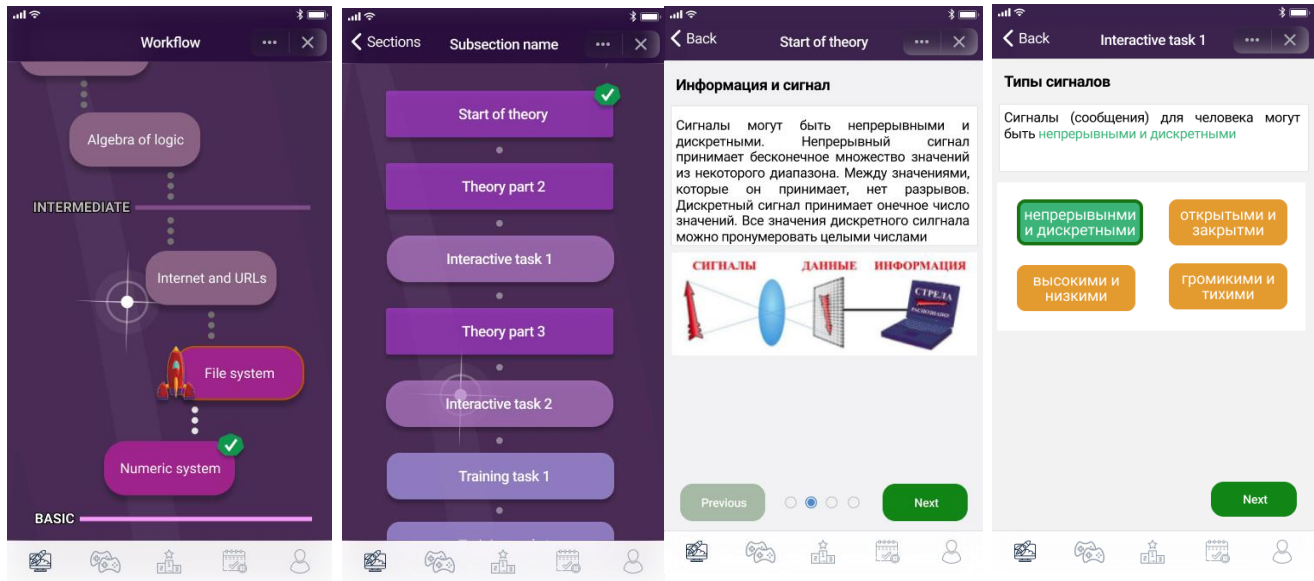 Workflow
Algebra of logic
INTERMEDIATE
Internet and URLs
File system
Numeric system
BASIC
Sections
Subsection name
Start of theory
Theory part 2
Interactive task 1
Theory part 3
Interactive task 2
Training task 1
Back
Start of theory
Информация и сигнал
Сигналы могут быть непрерывными и
дискретными. Непрерывный сигнал
принимает бесконечное множество значений
из некоторого диапазона. Между значениями,
которые он принимает, нет разрывов.
Дискретный сигнал принимает онечное число
значений. Все значения дискретного силгнала
можно пронумеровать целыми числами
СИГНАЛЫ ДАННЫЕ ИНФОРМАЦИЯ
СТРЕЛА
РАСПОЗНАНО
Previous
Next
Back
Interactive task 1
Типы сигналов
Сигналы (сообщения) для человека могут
быть непрерывными и дискретными
непрерывынми
и дискретными
открытыми и
закрытми
высокими и
низкими
громикими и
тихими
Next